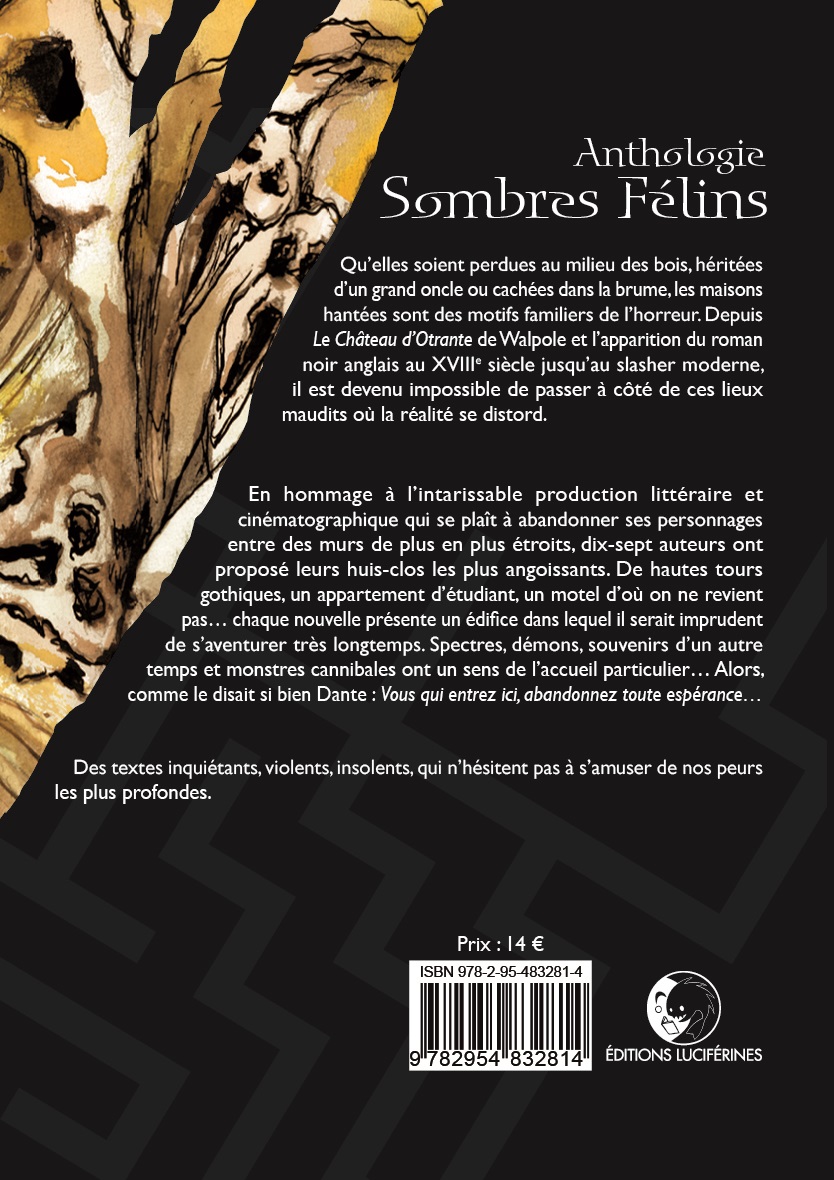 Anthologie
Sombres Félins
Qu’elles soient perdues au milieu des bois, héritées
d’un grand oncle ou cachées dans la brume, les maisons
hantées sont des motifs familiers de l’horreur. Depuis
Le Château d’Otrante de Walpole et l’apparition du roman
noir anglais au XVIIIe siècle jusqu’au slasher moderne,
il est devenu impossible de passer à côté de ces lieux
maudits où la réalité se distord.
En hommage à l’intarissable production littéraire et
cinématographique qui se plaît à abandonner ses personnages
entre des murs de plus en plus étroits, dix-sept auteurs ont
proposé leurs huis-clos les plus angoissants. De hautes tours
gothiques, un appartement d’étudiant, un motel d’où on ne revient
pas… chaque nouvelle présente un édifice dans lequel il serait imprudent
de s’aventurer très longtemps. Spectres, démons, souvenirs d’un autre
temps et monstres cannibales ont un sens de l’accueil particulier… Alors,
comme le disait si bien Dante : Vous qui entrez ici, abandonnez toute espérance…
Des textes inquiétants, violents, insolents, qui n’hésitent pas à s’amuser de nos peurs
les plus profondes.
Prix : 14 €
ISBN 978-2-95-483281-4
9 782954 832814
ÉDITIONS LUCIFÉRINES